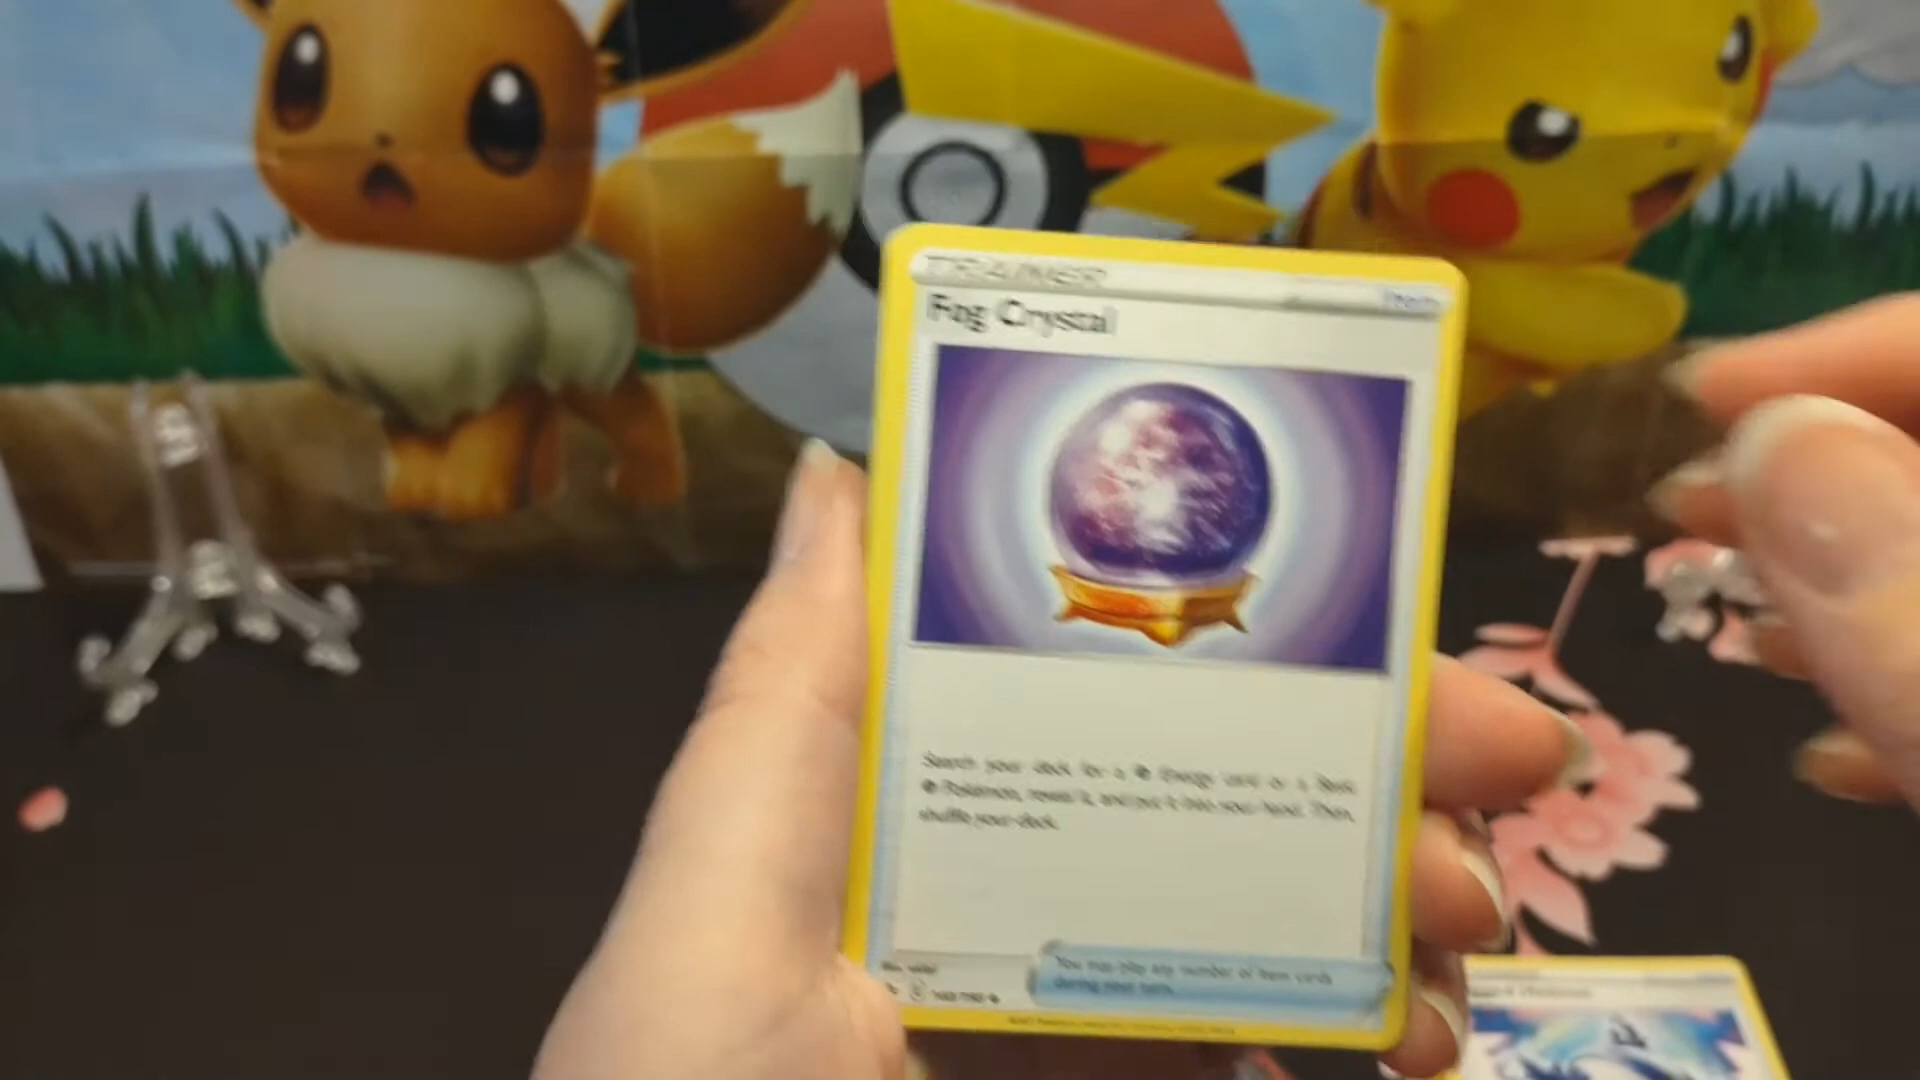 TRAINER
Item
Fog Crystal
Search your deck for a Energy card or a Basic
Pokémon, reveal it, and put it into your hand. Then,
shuffle your deck.
You may play any number of Item cards
during your turn.